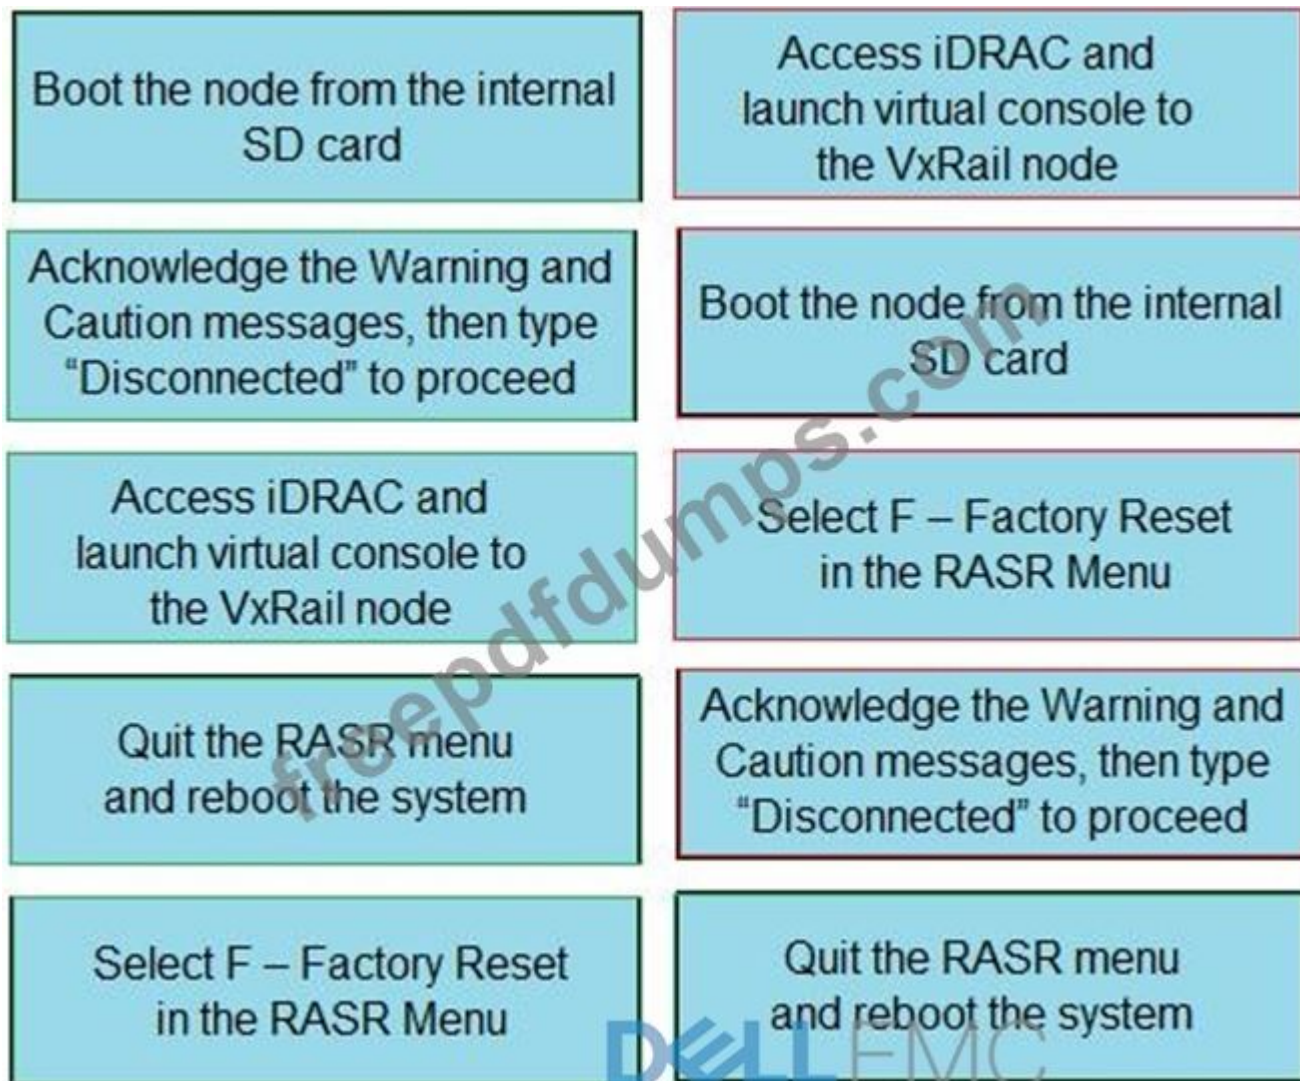 Boot the node from the internal
SD card
Access iDRAC and
launch virtual console to
the VxRail node
Acknowledge the Warning and
Caution messages, then type
“Disconnected” to proceed
Boot the node from the internal
SD card
Access iDRAC and
launch virtual console to
the VxRail node
Select F – Factory Reset
in the RASR Menu
Quit the RASR menu
and reboot the system
Acknowledge the Warning and
Caution messages, then type
“Disconnected” to proceed
Select F – Factory Reset
in the RASR Menu
Quit the RASR menu
and reboot the system
freepdfdumps.com
DELL EMC